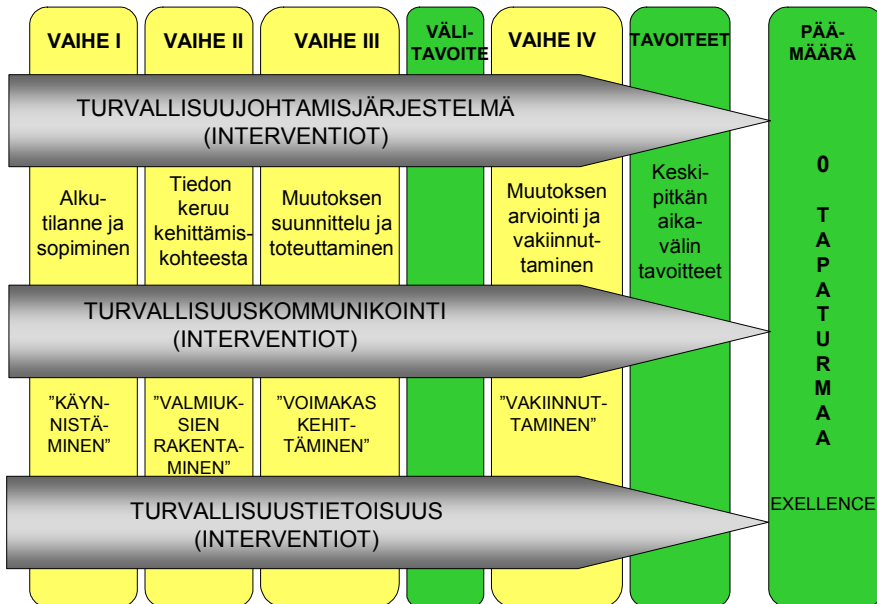 VAIHE I
VAIHE II
VAIHE III
VÄLI-
TAVOITE
VAIHE IV
TAVOITEET
PÄÄ-
MÄÄRÄ
TURVALLISUUJOHTAMISJÄRJESTELMÄ
(INTERVENTIOT)
Alku-
tilanne ja
sopiminen
Tiedon
keruu
kehittämis-
kohteesta
Muutoksen
suunnittelu ja
toteuttaminen
Muutoksen
arviointi ja
vakiinnut-
taminen
Keski-
pitkän
aika-
välin
tavoitteet
0
T
A
P
A
T
U
R
M
A
A
TURVALLISUUSKOMMUNIKOINTI
(INTERVENTIOT)
”KÄYN-
NISTÄ-
MINEN”
”VALMIUK-
SIEN
RAKENTA-
MINEN”
”VOIMAKAS
KEHIT-
TÄMINEN”
”VAKIINNUT-
TAMINEN”
TURVALLISUUSTIETOISUUS
(INTERVENTIOT)
EXELLENCE